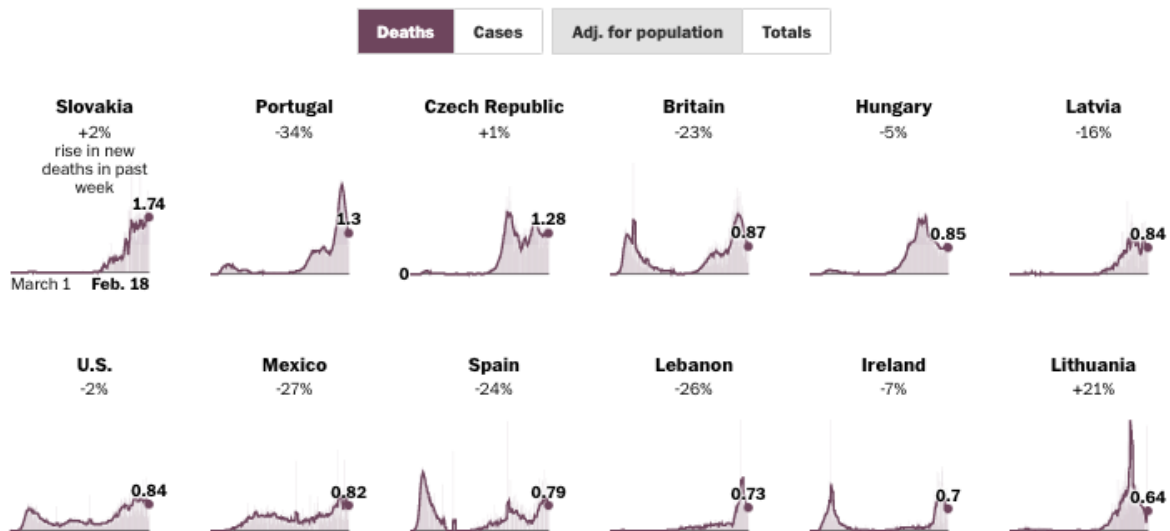 Deaths Cases Adj. for population Totals
Slovakia Portugal Czech Republic Britain Hungary Latvia
+2% -34% +1% -23% -5% -16%
rise in new
deaths in past
week
1.74 1.3 1.28 0.87 0.85 0.84
0
March 1 Feb. 18
U.S. Mexico Spain Lebanon Ireland Lithuania
-2% -27% -24% -26% -7% +21%
0.84 0.82 0.79 0.73 0.7 0.64